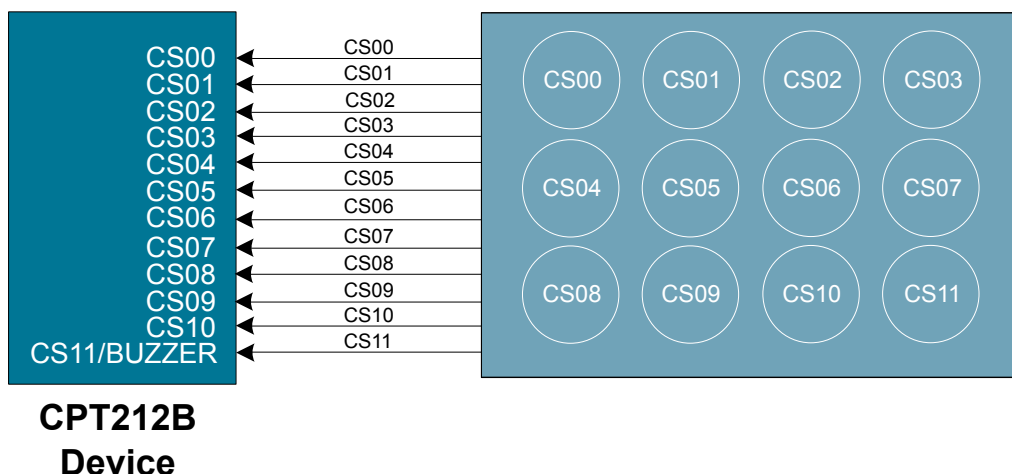 CS00
CS01
CS02
CS03
CS04
CS05
CS06
CS07
CS08
CS09
CS10
CS11/BUZZER
CS00
CS01
CS02
CS03
CS04
CS05
CS06
CS07
CS08
CS09
CS10
CS11
CS00 CS01 CS02 CS03
CS04 CS05 CS06 CS07
CS08 CS09 CS10 CS11
CPT212B
Device